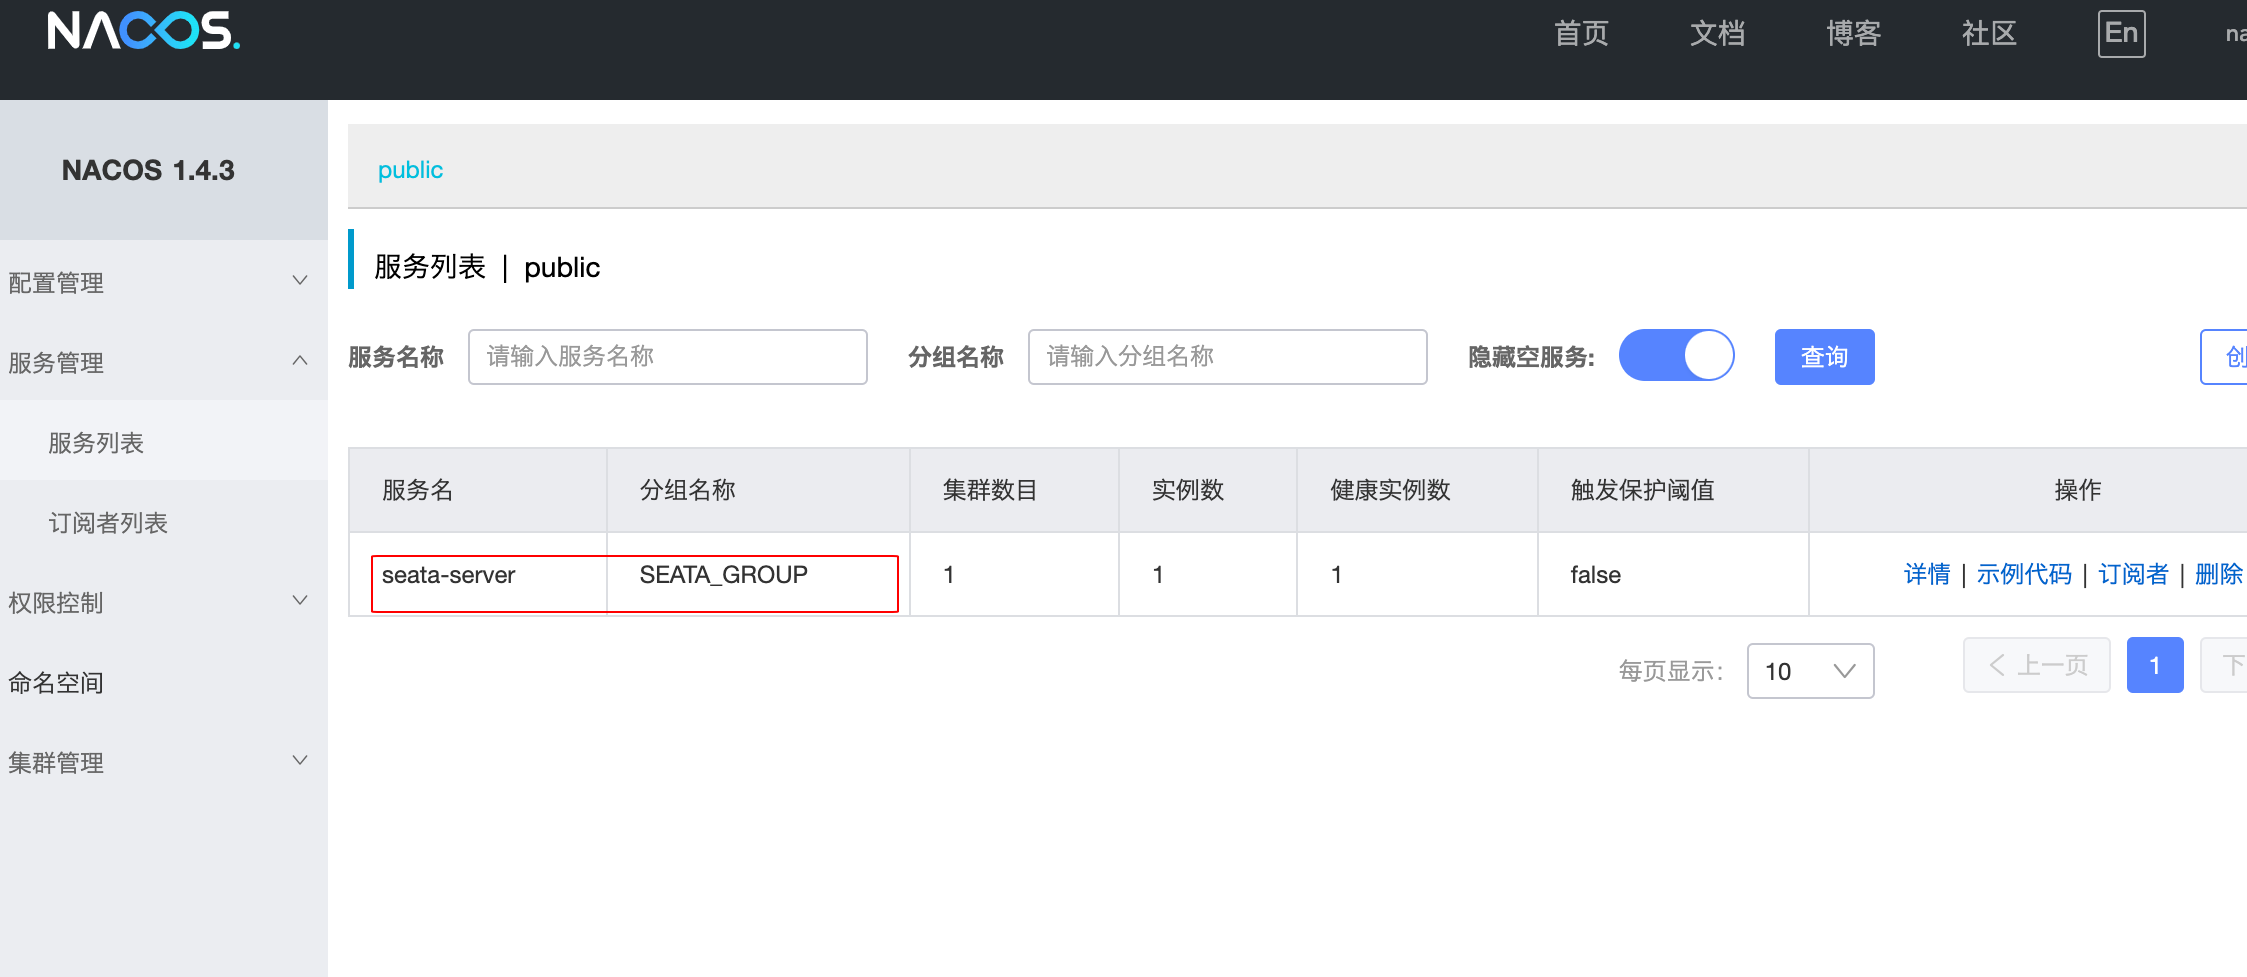 NACOS.
首页 文档 博客 社区 En na
NACOS 1.4.3
public
配置管理
服务列表 | public
服务管理
服务名称 请输入服务名称 分组名称 请输入分组名称 隐藏空服务: 查询 创
服务列表
服务名 分组名称 集群数目 实例数 健康实例数 触发保护阈值 操作
订阅者列表
seata-server SEATA_GROUP 1 1 1 false 详情 | 示例代码 | 订阅者 | 删除
权限控制
每页显示: 10 上一页 1 下
命名空间
集群管理